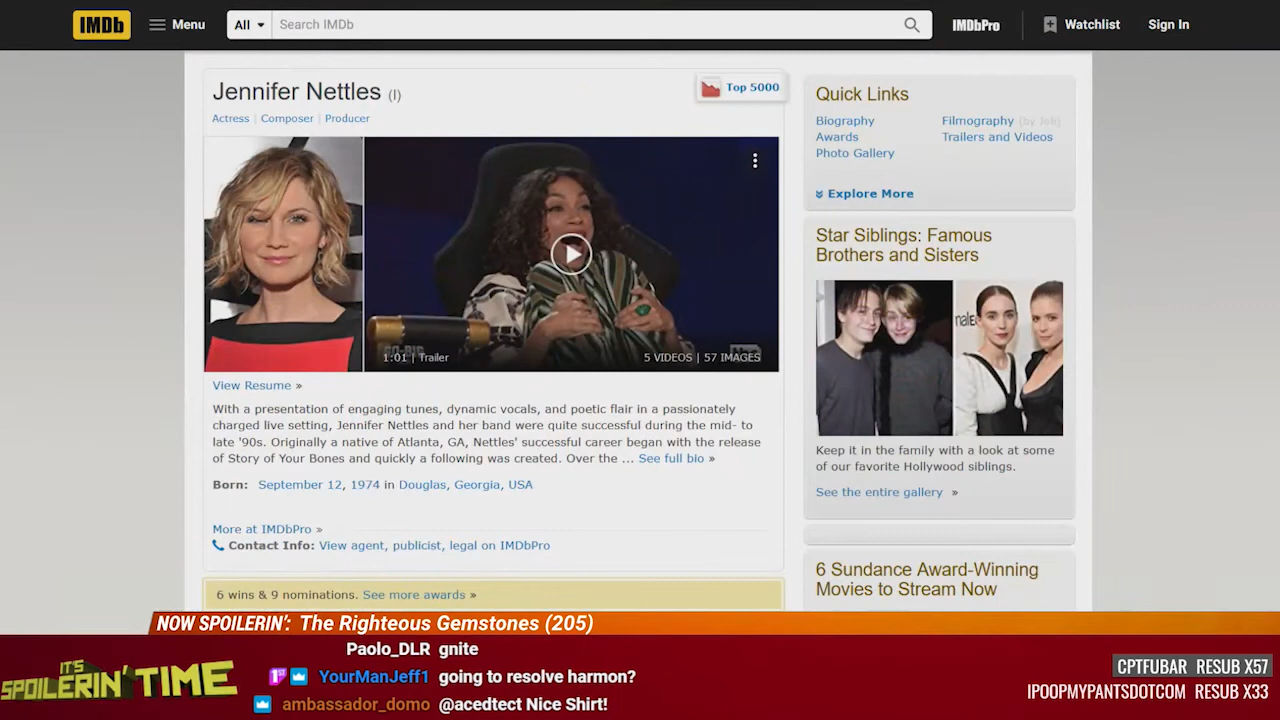 IMDb
Menu
All
Search IMDb
IMDbPro
Watchlist
Sign In
Jennifer Nettles (I)
Top 5000
Actress | Composer | Producer
1:01 | Trailer
5 VIDEOS | 57 IMAGES
View Resume »
With a presentation of engaging tunes, dynamic vocals, and poetic flair in a passionately
charged live setting, Jennifer Nettles and her band were quite successful during the mid- to
late '90s. Originally a native of Atlanta, GA, Nettles' successful career began with the release
of Story of Your Bones and quickly a following was created. Over the ... See full bio »
Born: September 12, 1974 in Douglas, Georgia, USA
More at IMDbPro »
Contact Info: View agent, publicist, legal on IMDbPro
6 wins & 9 nominations. See more awards »
Quick Links
Biography
Filmography (by Job)
Awards
Trailers and Videos
Photo Gallery
Explore More
Star Siblings: Famous
Brothers and Sisters
Keep it in the family with a look at some
of our favorite Hollywood siblings.
See the entire gallery »
6 Sundance Award-Winning
Movies to Stream Now
NOW SPOILERIN': The Righteous Gemstones (205)
IT'S
SPOILERIN' TIME
Paolo_DLR gnite
YourManJeff1 going to resolve harmon?
ambassador_domo @acedtect Nice Shirt!
CPTFUBAR RESUB X57
IPOOPMYPANTSDOTCOM RESUB X33